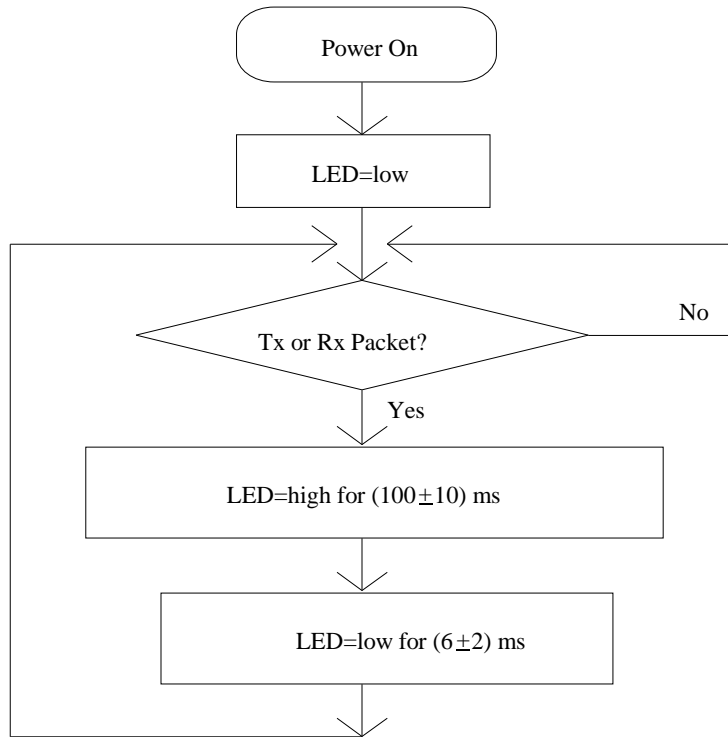 Power On
LED=low
No
Tx or Rx Packet?
Yes
LED=high for (100±10) ms
LED=low for (6±2) ms